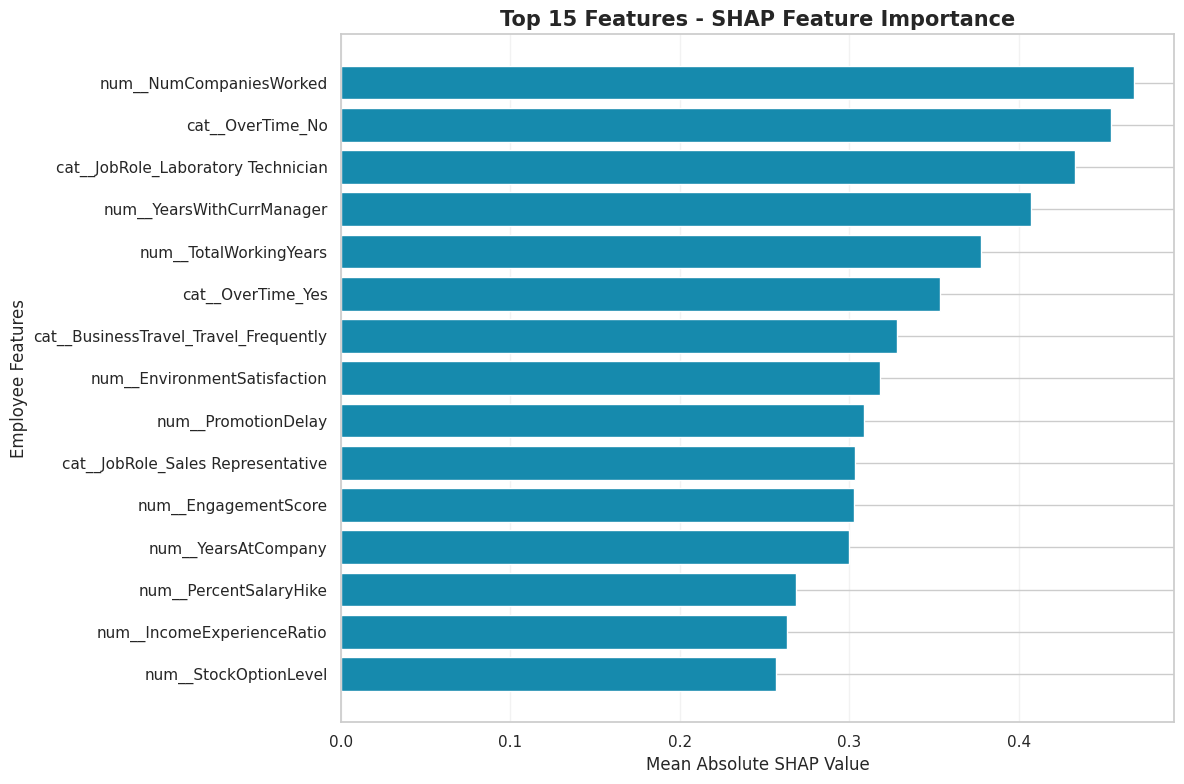 Top 15 Features - SHAP Feature Importance
Employee Features
num__NumCompaniesWorked
cat__OverTime_No
cat__JobRole_Laboratory Technician
num__YearsWithCurrManager
num__TotalWorkingYears
cat__OverTime_Yes
cat__BusinessTravel_Travel_Frequently
num__EnvironmentSatisfaction
num__PromotionDelay
cat__JobRole_Sales Representative
num__EngagementScore
num__YearsAtCompany
num__PercentSalaryHike
num__IncomeExperienceRatio
num__StockOptionLevel
0.0 0.1 0.2 0.3 0.4
Mean Absolute SHAP Value